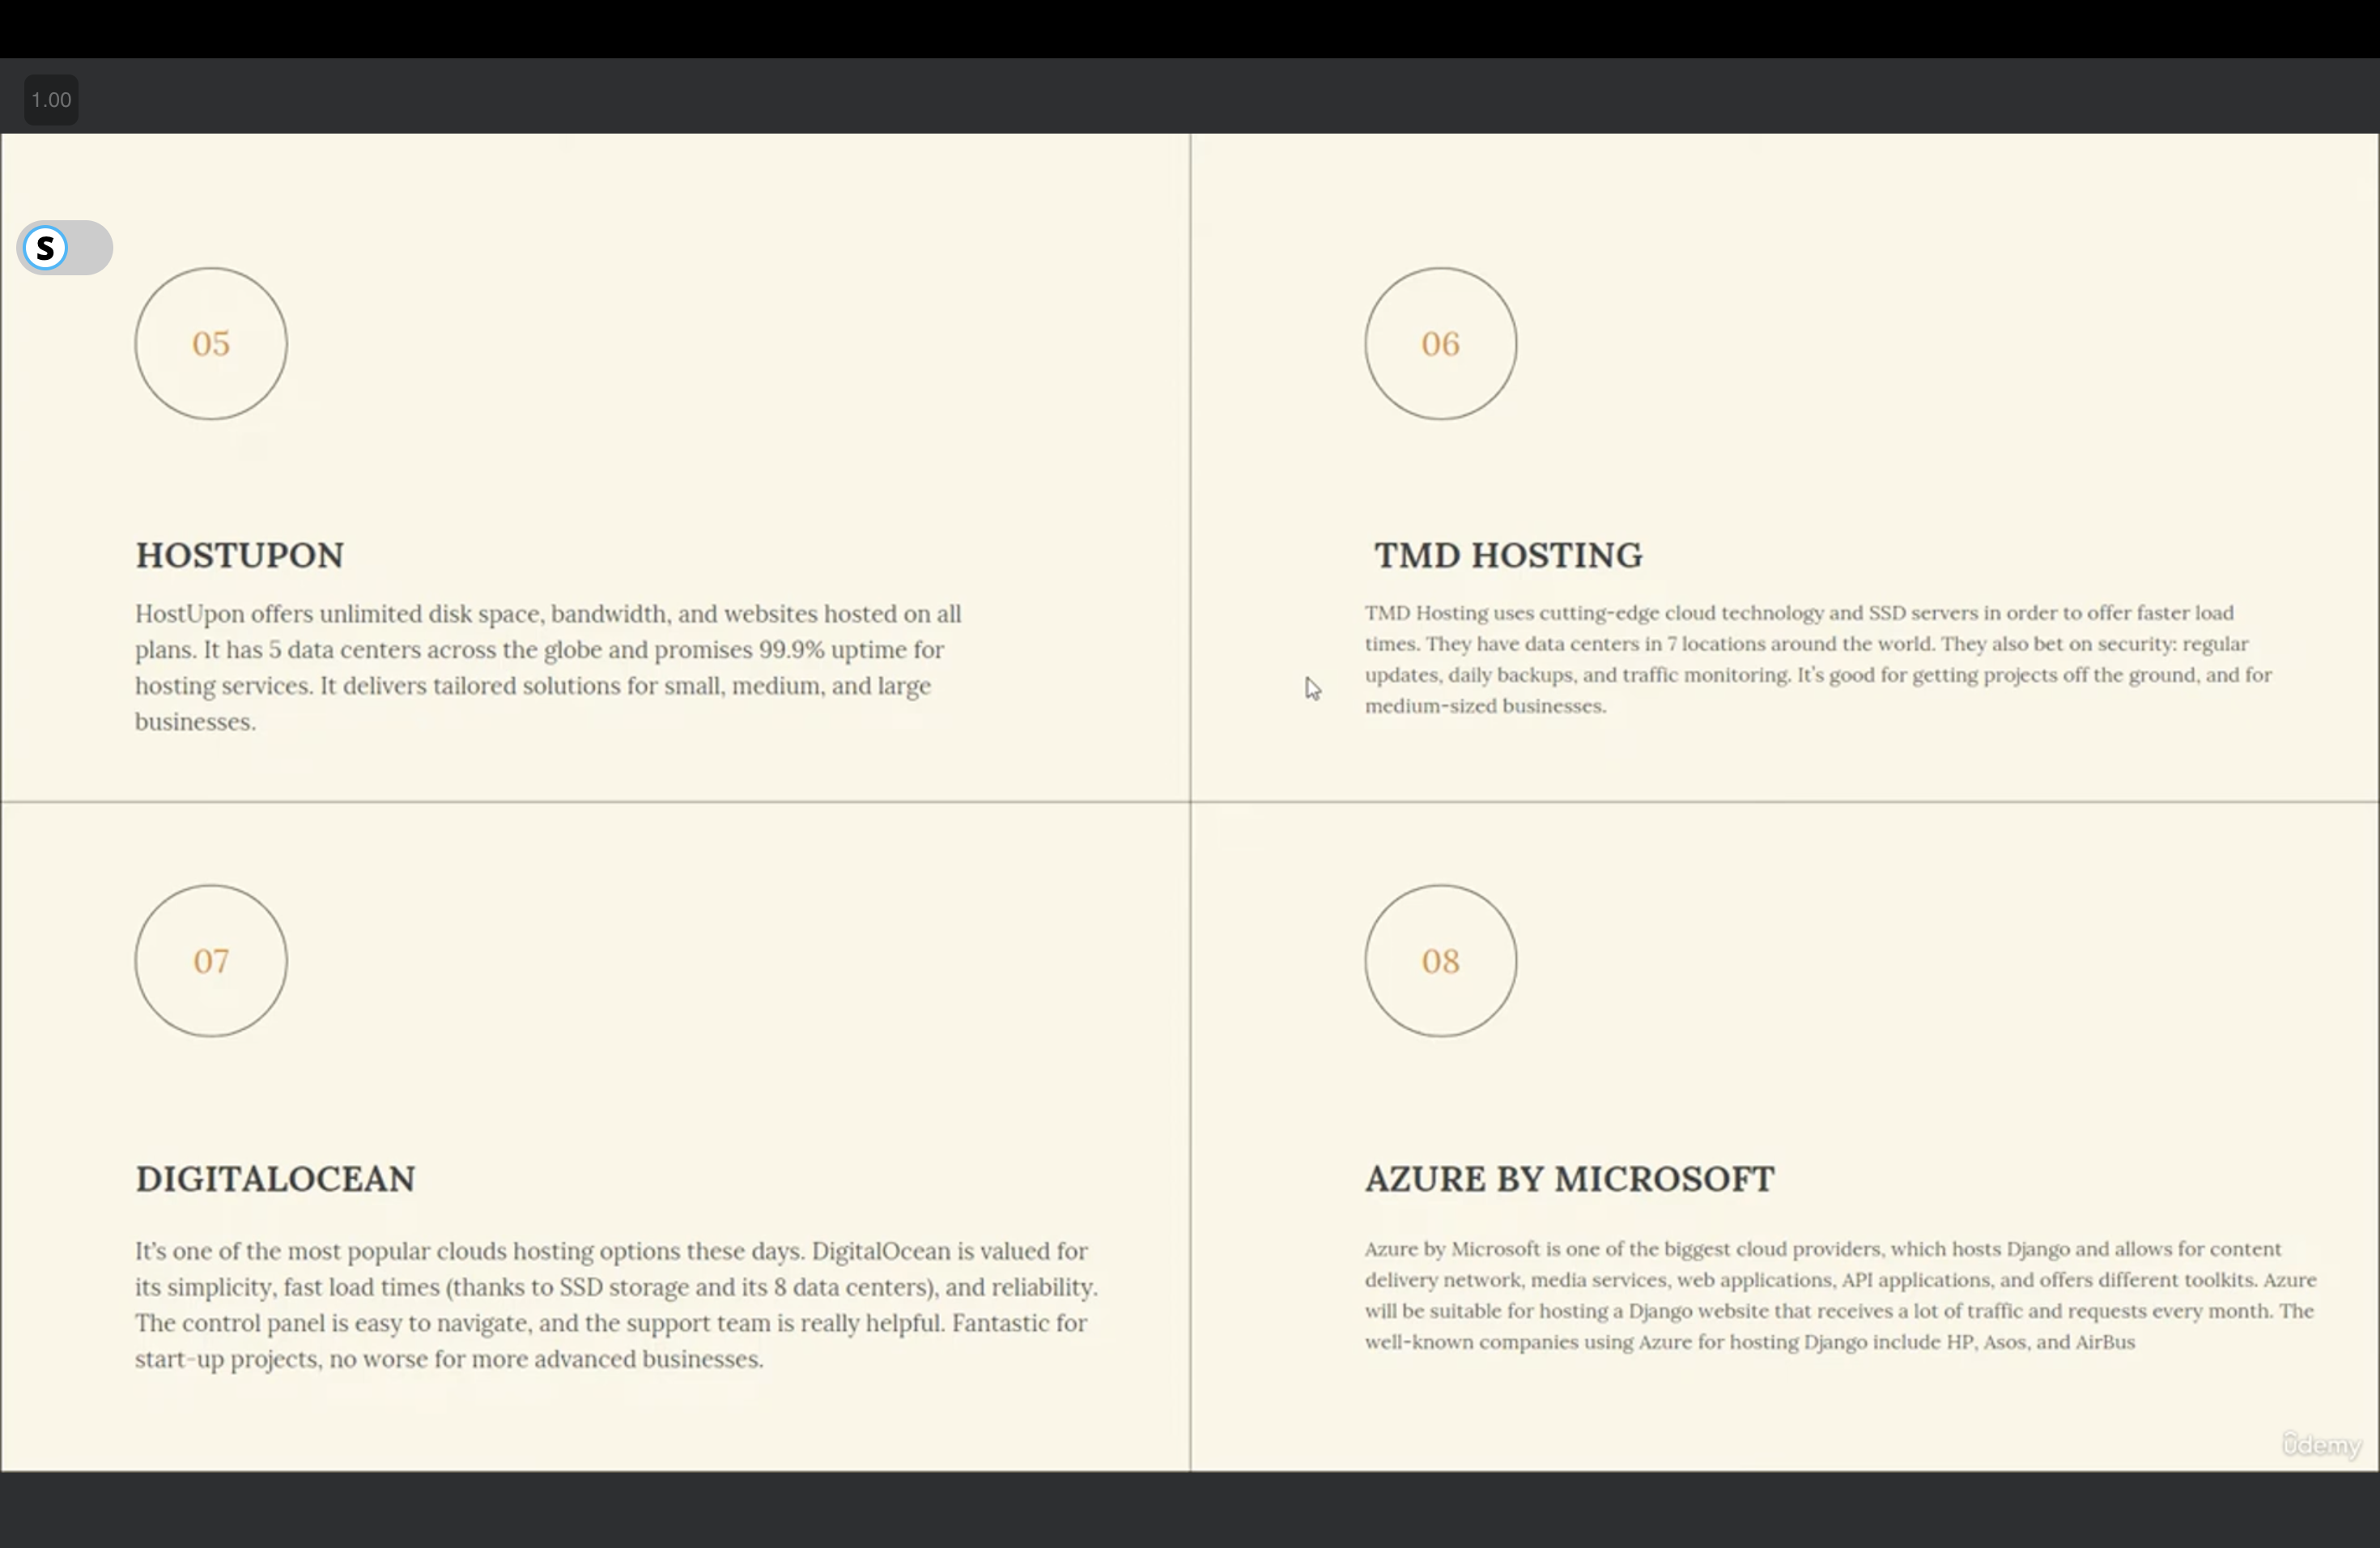 1.00
S
05
HOSTUPON
HostUpon offers unlimited disk space, bandwidth, and websites hosted on all
plans. It has 5 data centers across the globe and promises 99.9% uptime for
hosting services. It delivers tailored solutions for small, medium, and large
businesses.
06
TMD HOSTING
TMD Hosting uses cutting-edge cloud technology and SSD servers in order to offer faster load
times. They have data centers in 7 locations around the world. They also bet on security: regular
updates, daily backups, and traffic monitoring. It's good for getting projects off the ground, and for
medium-sized businesses.
07
DIGITALOCEAN
It's one of the most popular clouds hosting options these days. DigitalOcean is valued for
its simplicity, fast load times (thanks to SSD storage and its 8 data centers), and reliability.
The control panel is easy to navigate, and the support team is really helpful. Fantastic for
start-up projects, no worse for more advanced businesses.
08
AZURE BY MICROSOFT
Azure by Microsoft is one of the biggest cloud providers, which hosts Django and allows for content
delivery network, media services, web applications, API applications, and offers different toolkits. Azure
will be suitable for hosting a Django website that receives a lot of traffic and requests every month. The
well-known companies using Azure for hosting Django include HP, Asos, and AirBus
ûdemy